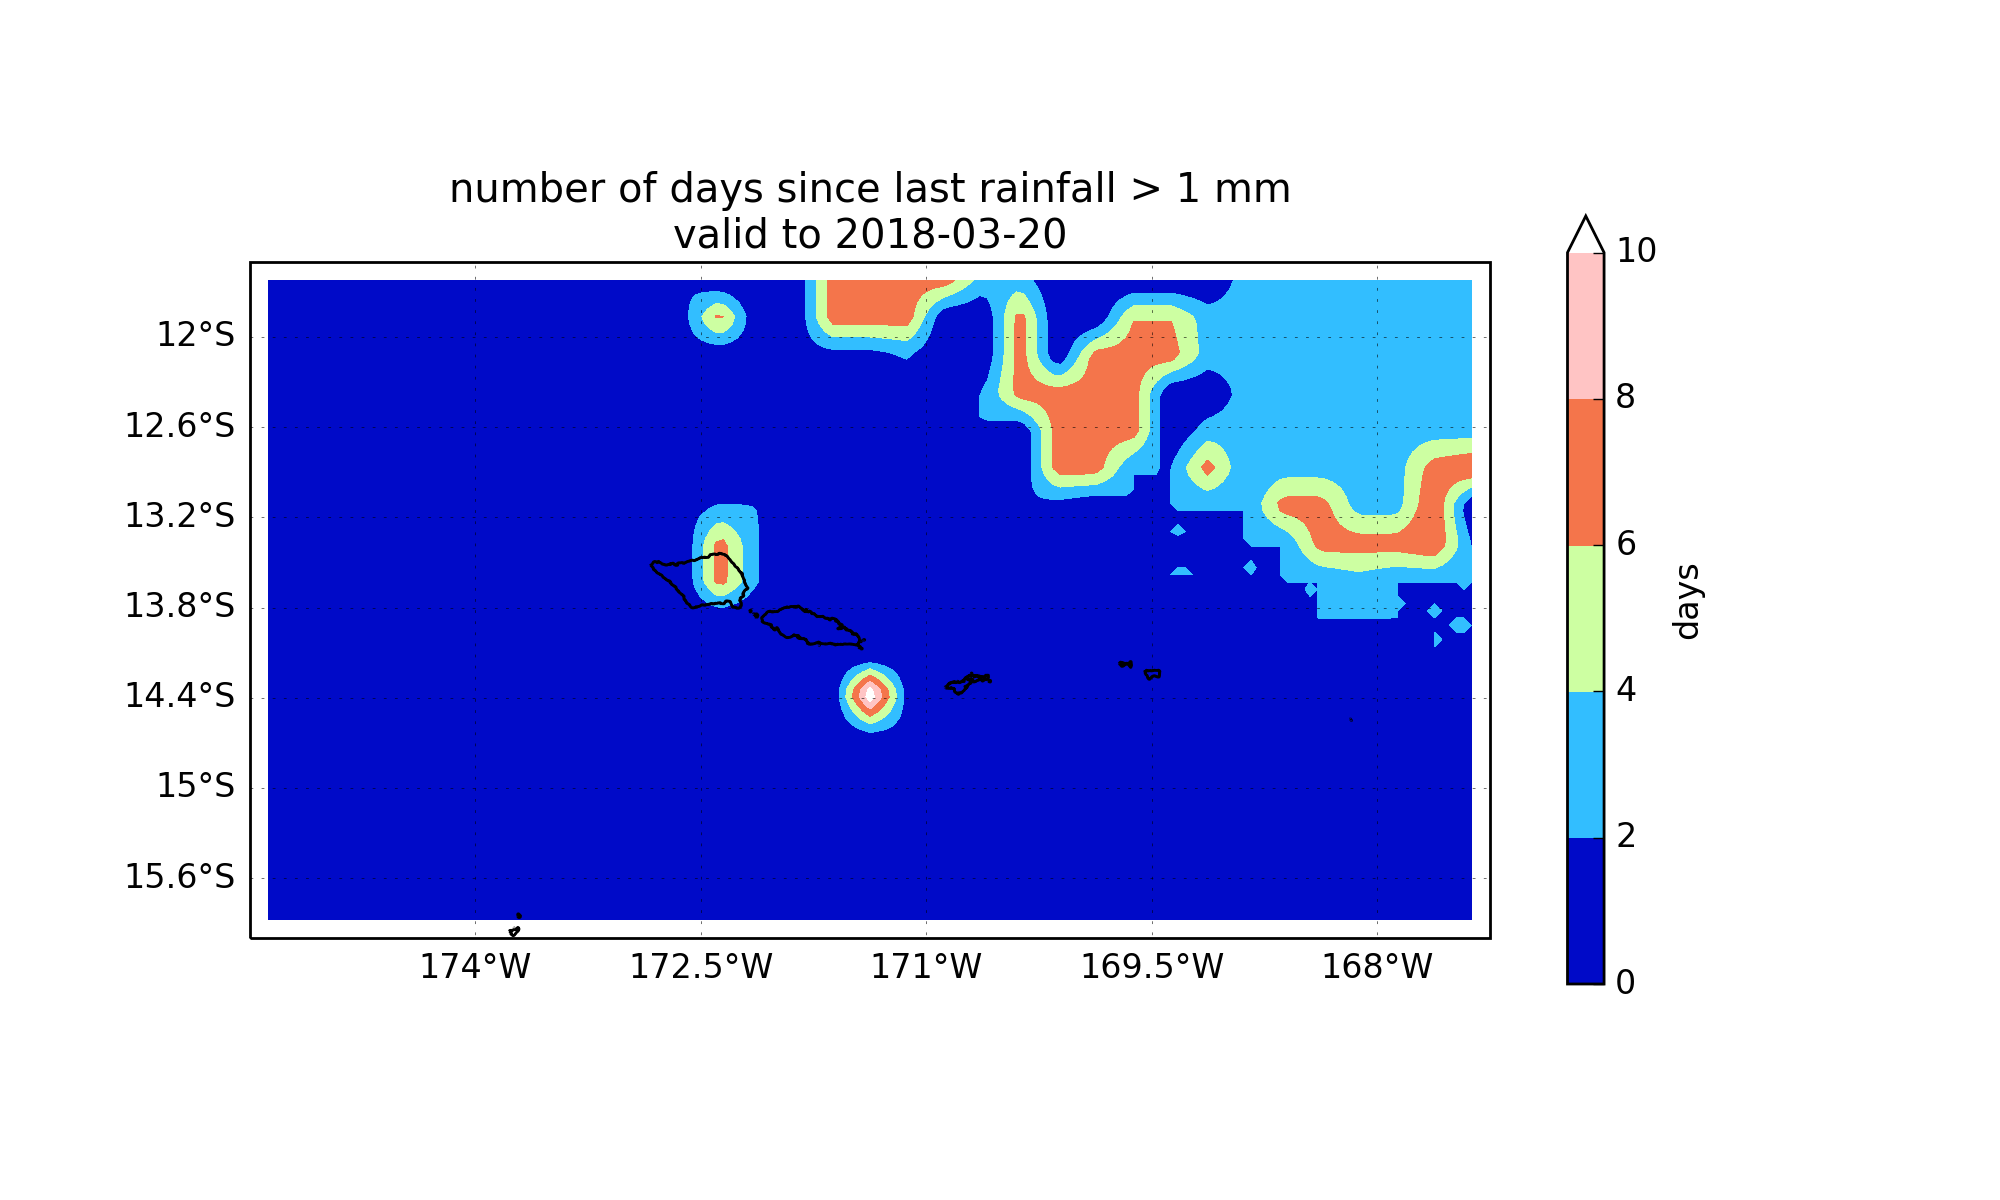 number of days since last rainfall > 1 mm
valid to 2018-03-20
12°S
12.6°S
13.2°S
13.8°S
14.4°S
15°S
15.6°S
174°W
172.5°W
171°W
169.5°W
168°W
10
8
6
4
2
0
days